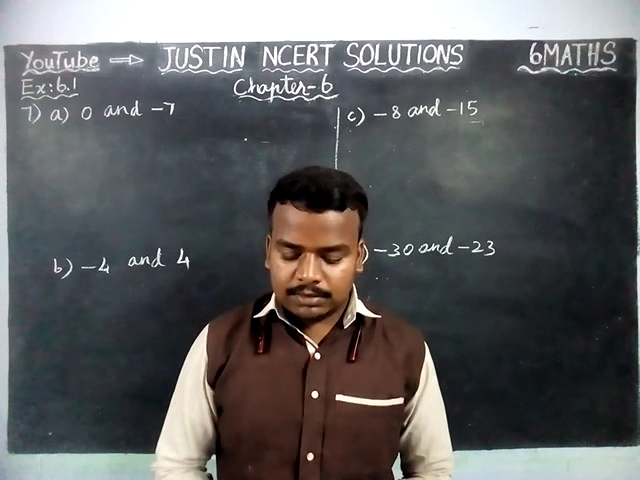 YouTube → JUSTIN NCERT SOLUTIONS 6MATHS
Ex:6.1 Chapter-6
7) a) 0 and -7
c) -8 and -15
b) -4 and 4
) -30 and -23